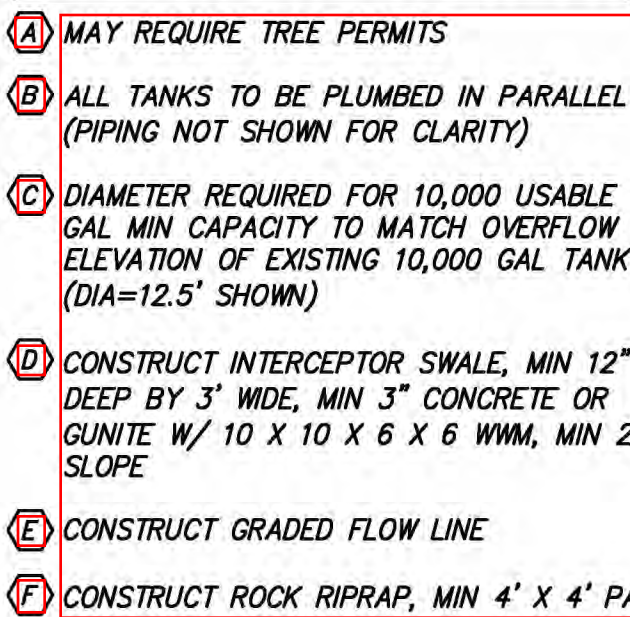 A MAY REQUIRE TREE PERMITS
B ALL TANKS TO BE PLUMBED IN PARALLEL
(PIPING NOT SHOWN FOR CLARITY)
C DIAMETER REQUIRED FOR 10,000 USABLE
GAL MIN CAPACITY TO MATCH OVERFLOW
ELEVATION OF EXISTING 10,000 GAL TANK
(DIA=12.5' SHOWN)
D CONSTRUCT INTERCEPTOR SWALE, MIN 12"
DEEP BY 3' WIDE, MIN 3" CONCRETE OR
GUNITE W/ 10 X 10 X 6 X 6 WWM, MIN 2
SLOPE
E CONSTRUCT GRADED FLOW LINE
F CONSTRUCT ROCK RIPRAP, MIN 4' X 4'